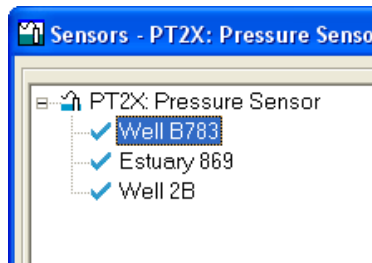 Sensors - PT2X: Pressure Senso
PT2X: Pressure Sensor
Well B783
Estuary 869
Well 2B